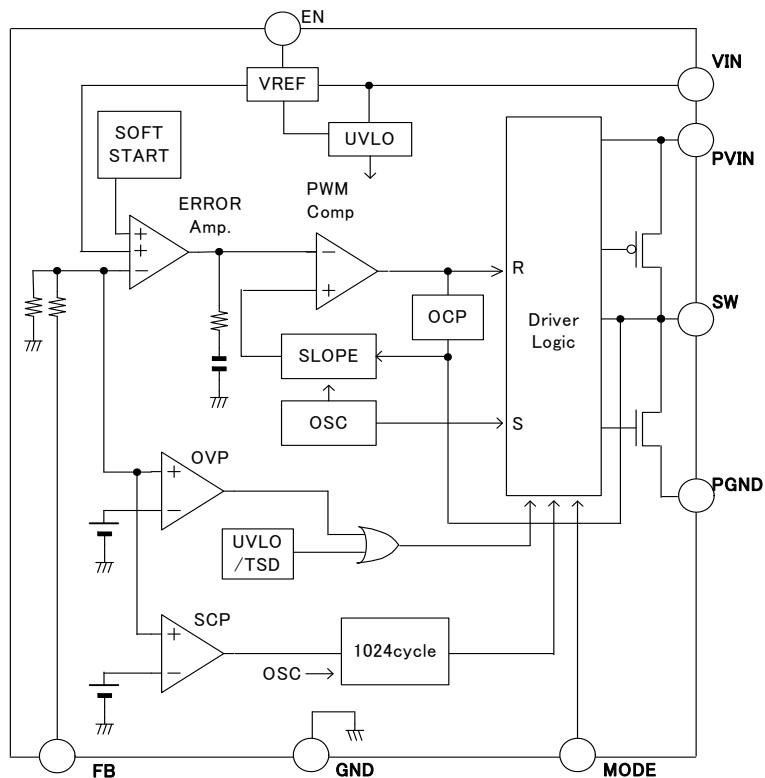 EN
VIN
VREF
SOFT
START
UVLO
PVIN
ERROR
Amp.
PWM
Comp
+
+
−
−
+
R
OCP
Driver
Logic
SW
SLOPE
OSC
S
OVP
+
−
PGND
UVLO
/TSD
SCP
+
−
1024cycle
OSC
FB
GND
MODE